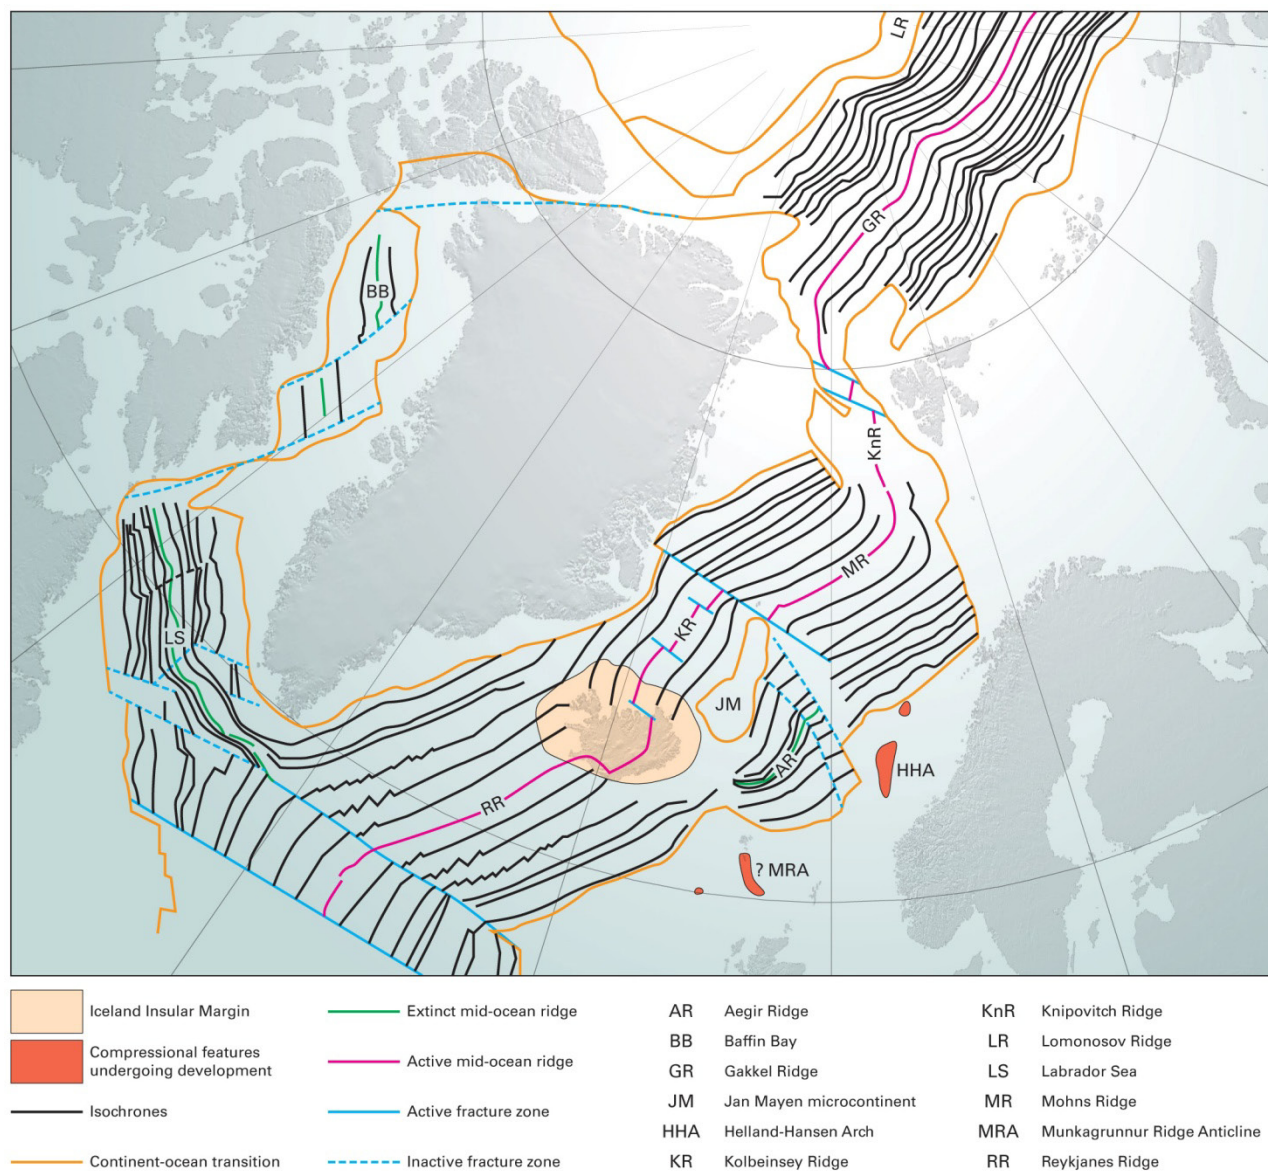 LR
GR
BB
KnR
MR
LS
KR
JM
AR
HHA
RR
? MRA
Iceland Insular Margin
Compressional features
undergoing development
Isochrones
Continent-ocean transition
Extinct mid-ocean ridge
Active mid-ocean ridge
Active fracture zone
Inactive fracture zone
AR Aegir Ridge
BB Baffin Bay
GR Gakkel Ridge
JM Jan Mayen microcontinent
HHA Helland-Hansen Arch
KR Kolbeinsey Ridge
KnR Knipovitch Ridge
LR Lomonosov Ridge
LS Labrador Sea
MR Mohns Ridge
MRA Munkagrunnur Ridge Anticline
RR Reykjanes Ridge